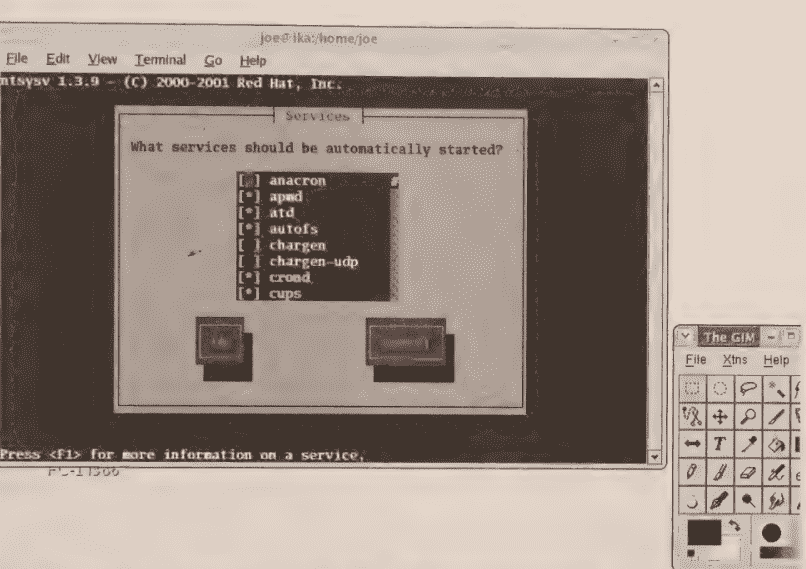 joe@ika:/home/joe
File Edit View Terminal Go Help
ntsysv 1.3.9 - (C) 2000-2001 Red Hat, Inc.
Services
What services should be automatically started?
[ ] anacron
[*] apmd
[*] atd
[*] autofs
[ ] chargen
[ ] chargen-udp
[*] crond
[*] cups
Press <F1> for more information on a service.
The GIM
File Xtns Help